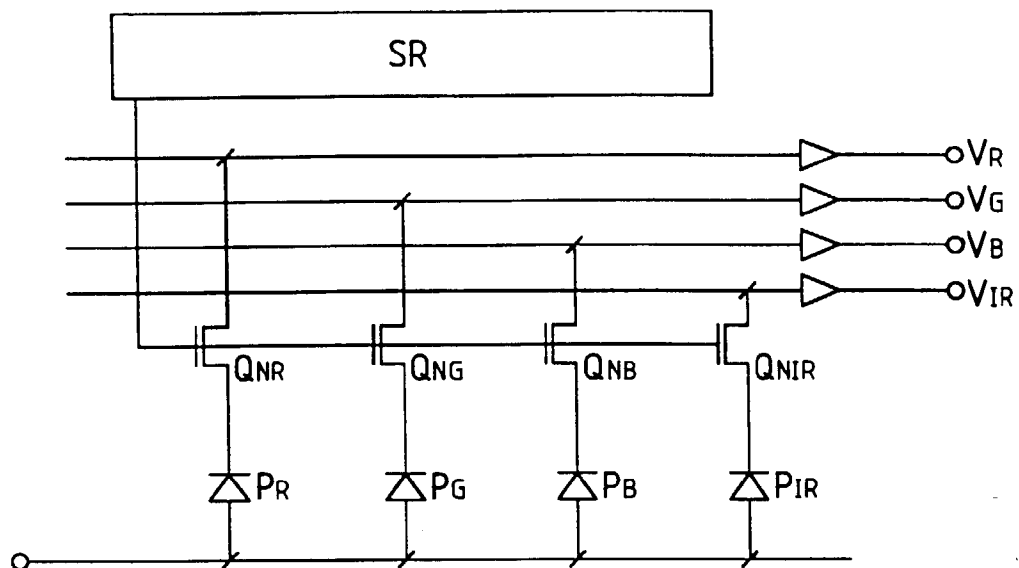 SR
VR
VG
VB
VIR
QNR QNG QNB QNIR
PR PG PB PIR